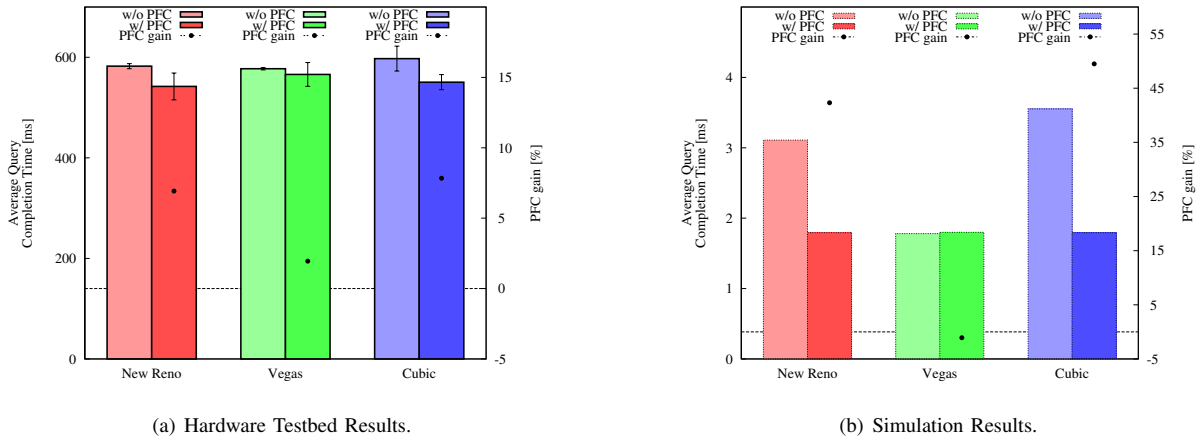 w/o PFC
w/ PFC
PFC gain
w/o PFC
w/ PFC
PFC gain
w/o PFC
w/ PFC
PFC gain
600
400
200
0
Average Query
Completion Time [ms]
15
10
5
0
-5
PFC gain [%]
New Reno
Vegas
Cubic
(a) Hardware Testbed Results.
w/o PFC
w/ PFC
PFC gain
w/o PFC
w/ PFC
PFC gain
w/o PFC
w/ PFC
PFC gain
4
3
2
1
0
Average Query
Completion Time [ms]
55
45
35
25
15
5
-5
PFC gain [%]
New Reno
Vegas
Cubic
(b) Simulation Results.